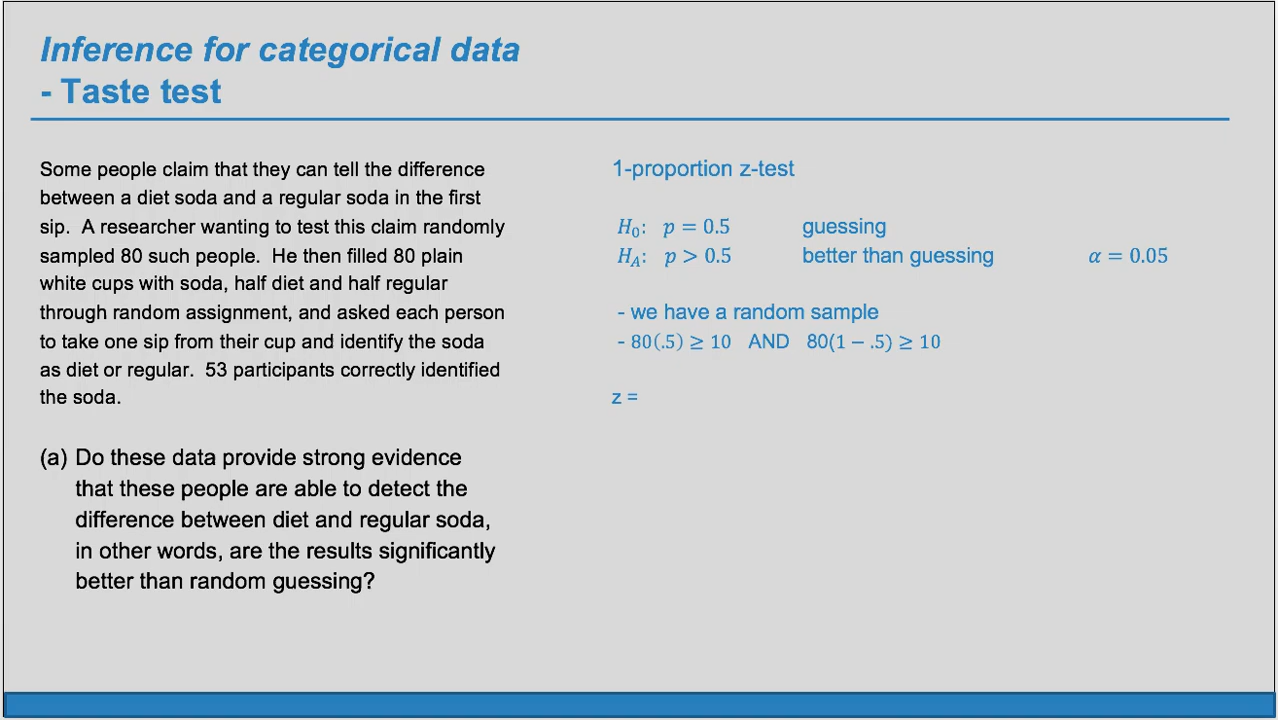 Inference for categorical data
- Taste test
Some people claim that they can tell the difference
between a diet soda and a regular soda in the first
sip. A researcher wanting to test this claim randomly
sampled 80 such people. He then filled 80 plain
white cups with soda, half diet and half regular
through random assignment, and asked each person
to take one sip from their cup and identify the soda
as diet or regular. 53 participants correctly identified
the soda.
(a) Do these data provide strong evidence
that these people are able to detect the
difference between diet and regular soda,
in other words, are the results significantly
better than random guessing?
1-proportion z-test
H₀: p = 0.5 guessing
H_A: p > 0.5 better than guessing α = 0.05
- we have a random sample
- 80(.5) ≥ 10 AND 80(1 − .5) ≥ 10
z =